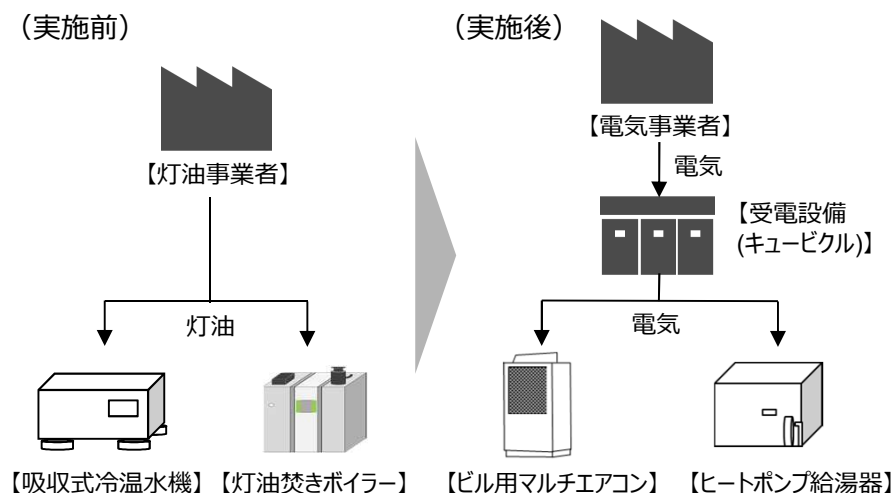 （実施前）
【灯油事業者】
灯油
【吸収式冷温水機】
【灯油焚きボイラー】
（実施後）
【電気事業者】
電気
【受電設備
(キュービクル)】
電気
【ビル用マルチエアコン】
【ヒートポンプ給湯器】